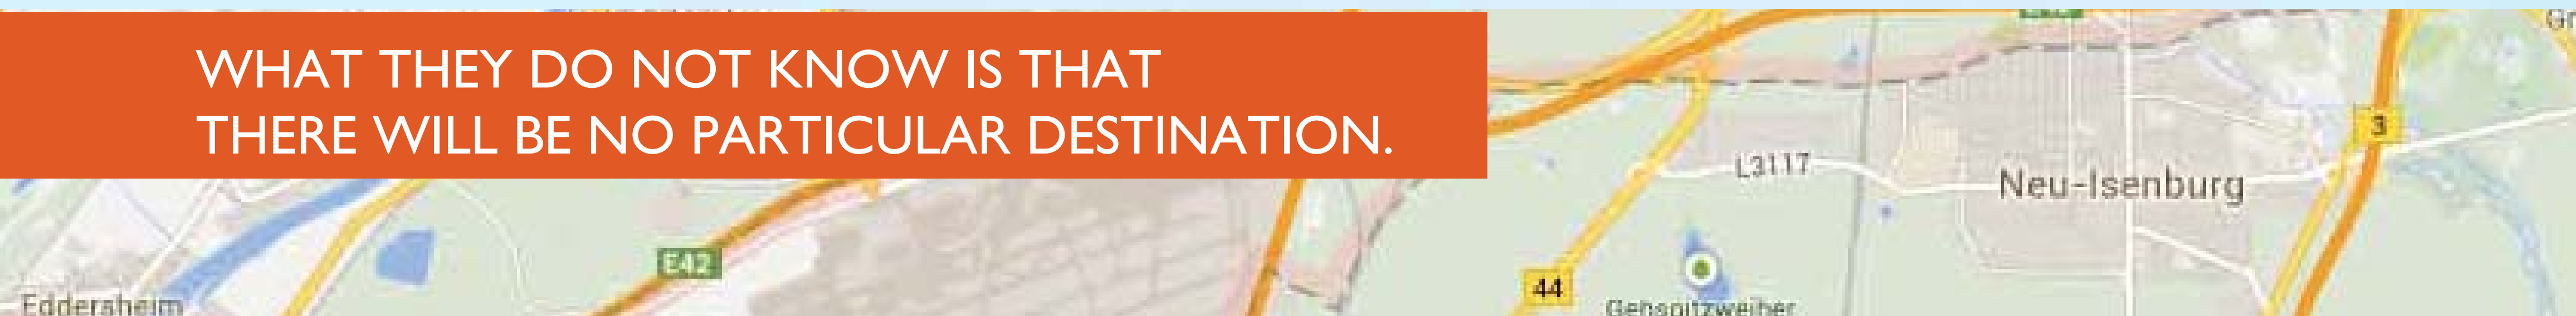 WHAT THEY DO NOT KNOW IS THAT
THERE WILL BE NO PARTICULAR DESTINATION.
3
L3117
Neu-Isenburg
E42
44
Eddersheim
Gehspitzweiher